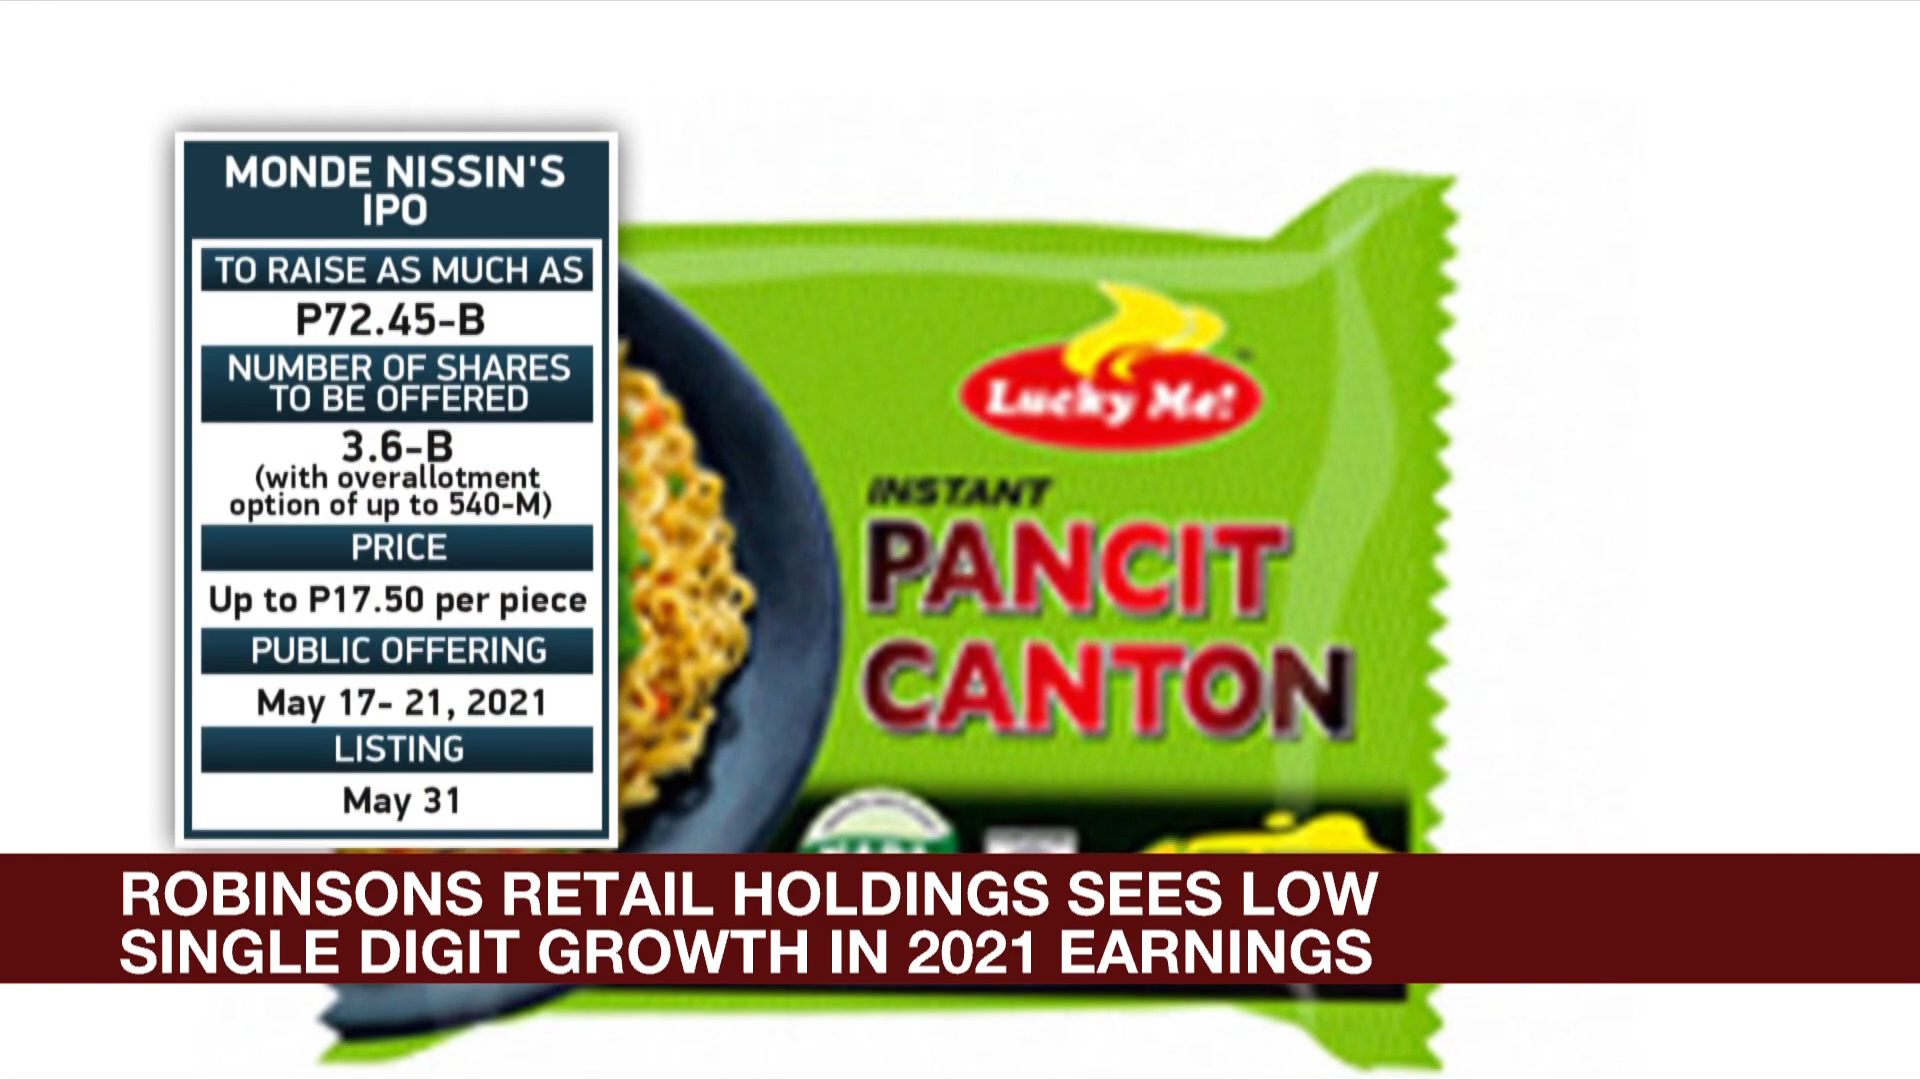 MONDE NISSIN'S
IPO
TO RAISE AS MUCH AS
P72.45-B
NUMBER OF SHARES
TO BE OFFERED
3.6-B
(with overallotment
option of up to 540-M)
PRICE
Up to P17.50 per piece
PUBLIC OFFERING
May 17- 21, 2021
LISTING
May 31
Lucky Me!
INSTANT
PANCIT
CANTON
ROBINSONS RETAIL HOLDINGS SEES LOW
SINGLE DIGIT GROWTH IN 2021 EARNINGS